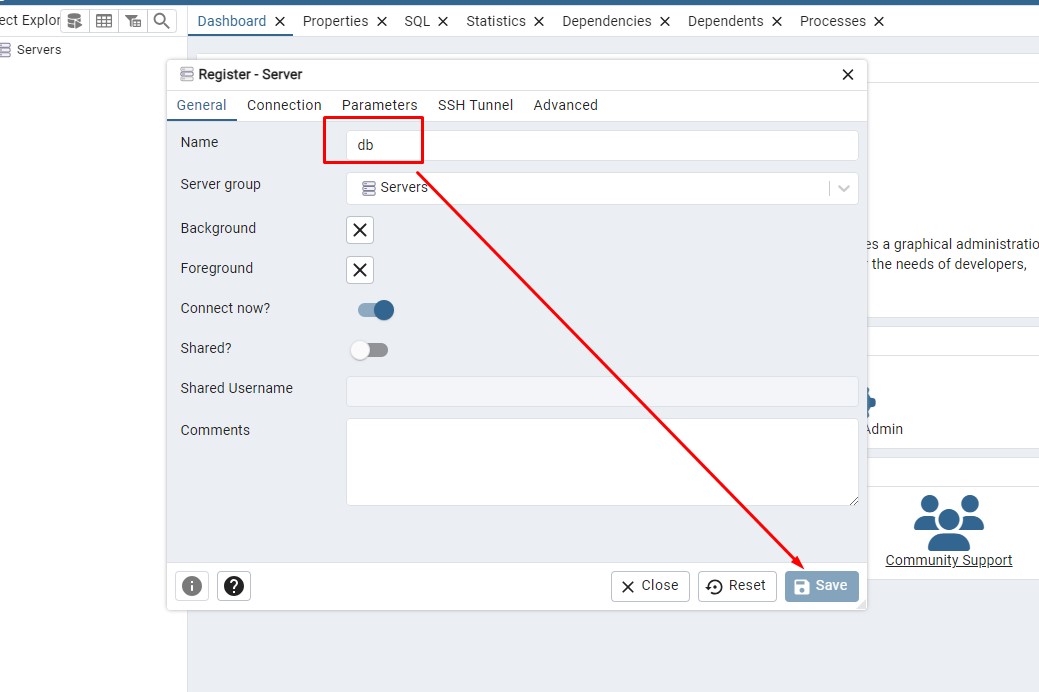 ect Explor
Dashboard Properties SQL Statistics Dependencies Dependents Processes
Servers
Register - Server
General Connection Parameters SSH Tunnel Advanced
Name db
Server group Servers
Background
Foreground
Connect now?
Shared?
Shared Username
Comments
Close Reset Save
es a graphical administratio
the needs of developers,
Admin
Community Support